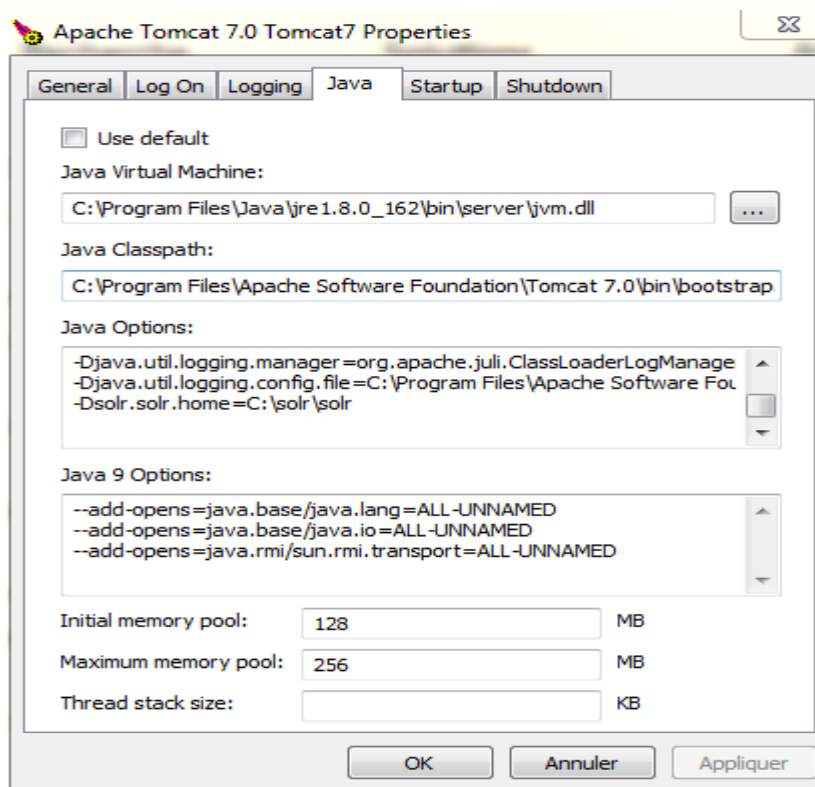 Apache Tomcat 7.0 Tomcat7 Properties
General Log On Logging Java Startup Shutdown
Use default
Java Virtual Machine:
C:\Program Files\Java\jre1.8.0_162\bin\server\jvm.dll
...
Java Classpath:
C:\Program Files\Apache Software Foundation\Tomcat 7.0\bin\bootstrap
Java Options:
-Djava.util.logging.manager=org.apache.juli.ClassLoaderLogManage
-Djava.util.logging.config.file=C:\Program Files\Apache Software Fou
-Dsolr.solr.home=C:\solr\solr
Java 9 Options:
--add-opens=java.base/java.lang=ALL-UNNAMED
--add-opens=java.base/java.io=ALL-UNNAMED
--add-opens=java.rmi/sun.rmi.transport=ALL-UNNAMED
Initial memory pool: 128 MB
Maximum memory pool: 256 MB
Thread stack size: KB
OK Annuler Appliquer